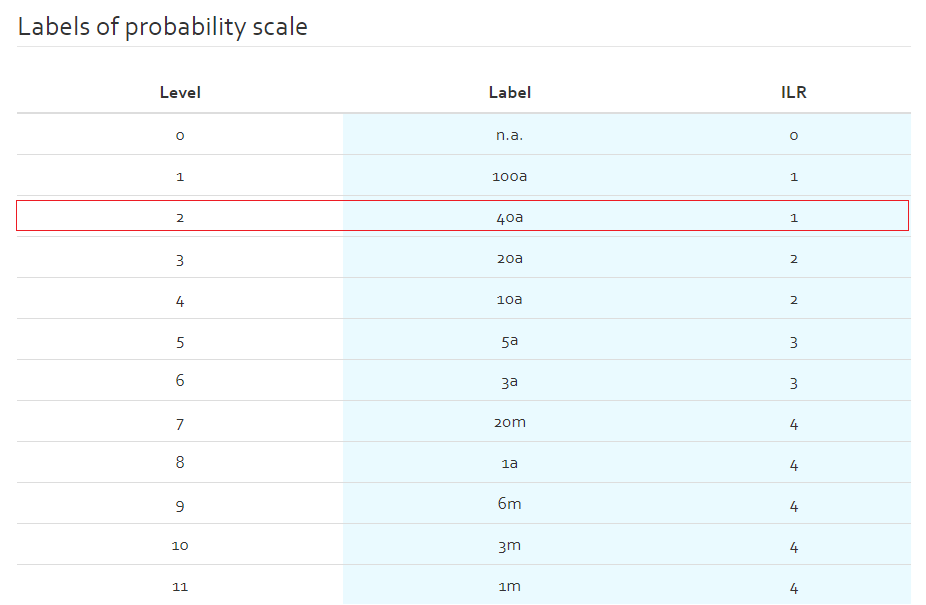 Labels of probability scale
Level Label ILR
0 n.a. 0
1 100a 1
2 40a 1
3 20a 2
4 10a 2
5 5a 3
6 3a 3
7 20m 4
8 1a 4
9 6m 4
10 3m 4
11 1m 4